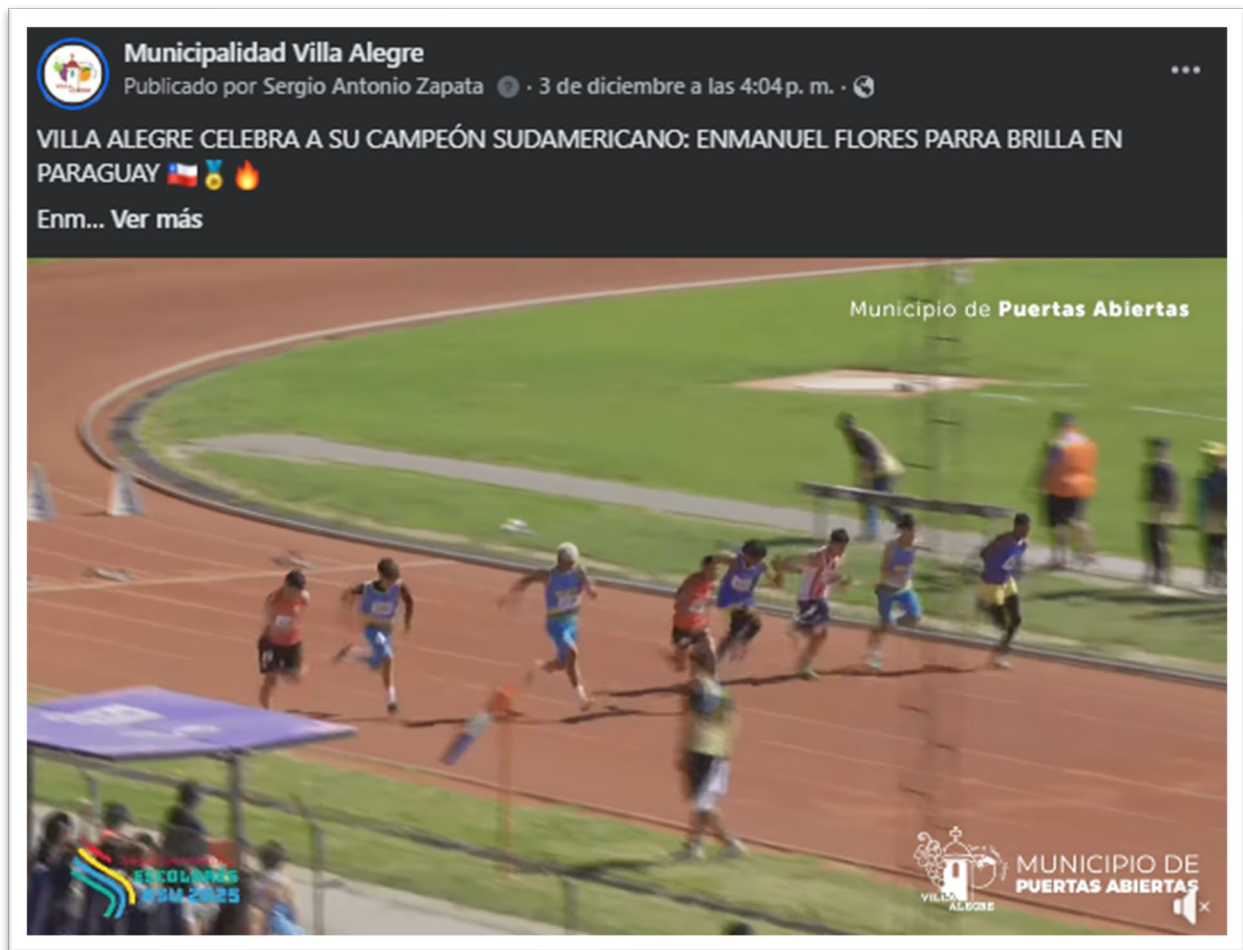 Municipalidad Villa Alegre
Publicado por Sergio Antonio Zapata · 3 de diciembre a las 4:04 p. m. ·
VILLA ALEGRE CELEBRA A SU CAMPEÓN SUDAMERICANO: ENMANUEL FLORES PARRA BRILLA EN
PARAGUAY 🇨🇱🏅🔥
Enm... Ver más
Municipio de Puertas Abiertas
ESCOLARES
2025
MUNICIPIO DE
PUERTAS ABIERTAS
VILLA
ALEGRE